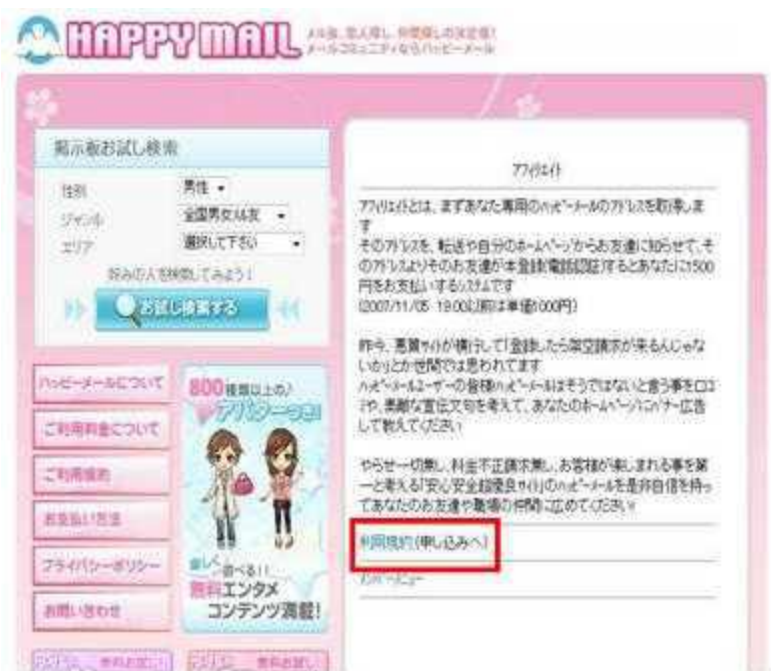 HAPPY MAIL
メル友、恋人探し、仲間探しの決定版!
メールコミュニティならハッピーメール
掲示板お試し検索
性別
男性
ジャンル
全国男女メル友
エリア
選択して下さい
好みの人を検索してみよう!
お試し検索する
ハッピーメールについて
ご利用料金について
ご利用規約
お支払い方法
プライバシーポリシー
お問い合わせ
800種類以上の♪
アバターつき!
楽しく遊べる!!
無料エンタメ
コンテンツ満載!
アフィリエイト
アフィリエイトとは、まずあなた専用のハッピーメールのアドレスを取得しま
す
そのアドレスを、転送や自分のホームページからお友達に知らせて、そ
のアドレスよりそのお友達が本登録(電話認証)するとあなたに1500
円をお支払いするシステムです
(2007/11/05 19:00以前は単価1000円)
昨今、悪質サイトが横行して「登録したら架空請求が来るんじゃな
いか」とか世間では思われてます
ハッピーメールユーザーの皆様ハッピーメールはそうではないと言う事を口コ
ミや、素敵な宣伝文句を考えて、あなたのホームページにバナー広告
して教えてください
やらせ一切無し、料金不正請求無し、お客様が楽しまれる事を第
一と考える「安心安全超優良サイト」のハッピーメールを是非自信を持っ
てあなたのお友達や職場の仲間に広めてください
利用規約(申し込みへ)
無料お試し!
無料お試し!